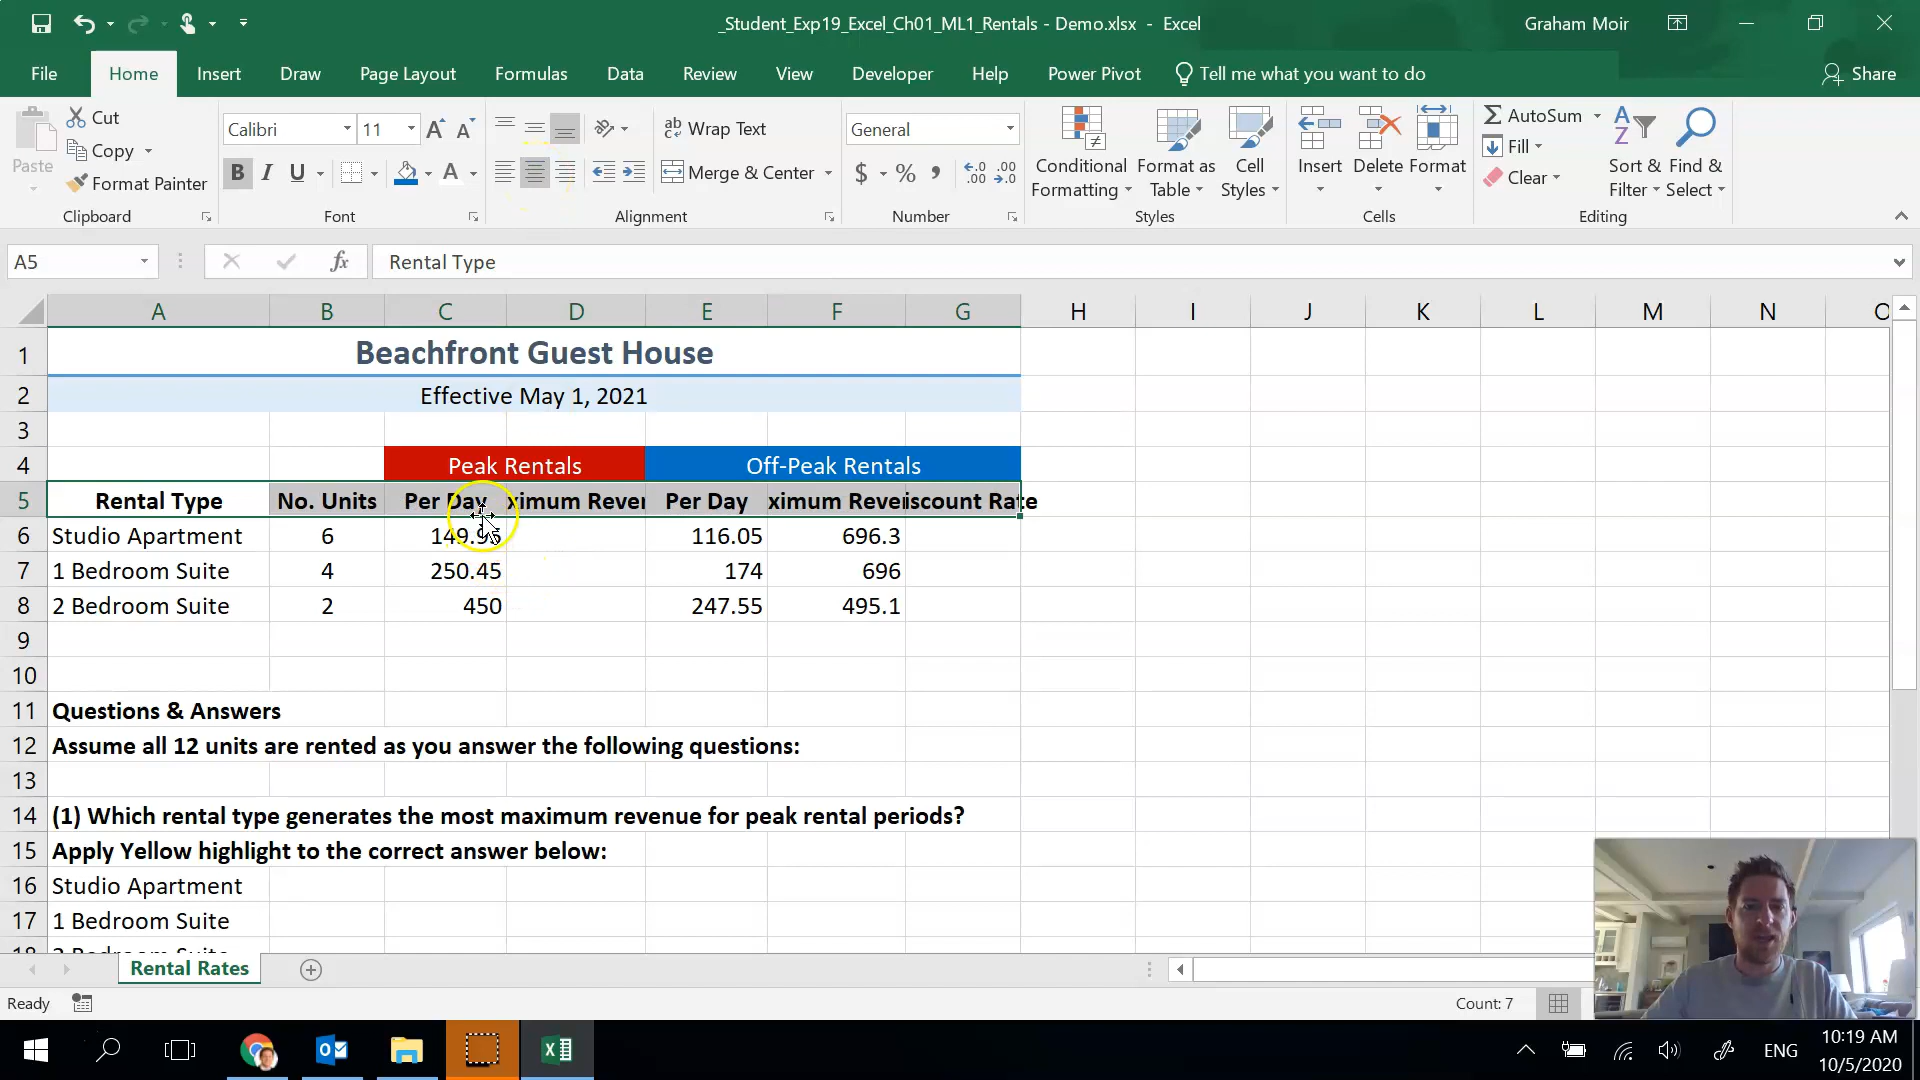 _Student_Exp19_Excel_Ch01_ML1_Rentals - Demo.xlsx - Excel
Graham Moir
File Home Insert Draw Page Layout Formulas Data Review View Developer Help Power Pivot Tell me what you want to do Share
Paste
Cut
Copy
Format Painter
Clipboard
Calibri 11
B I U
Font
Wrap Text
Merge & Center
Alignment
General
$ % ,
Number
Conditional Formatting
Format as Table
Cell Styles
Styles
Insert Delete Format
Cells
AutoSum
Fill
Clear
Sort & Filter
Find & Select
Editing
A5 fx Rental Type
A B C D E F G H I J K L M N O
1 Beachfront Guest House
2 Effective May 1, 2021
3
4 Peak Rentals Off-Peak Rentals
5 Rental Type No. Units Per Day ximum Reve Per Day ximum Reve iscount Rate
6 Studio Apartment 6 149.95 116.05 696.3
7 1 Bedroom Suite 4 250.45 174 696
8 2 Bedroom Suite 2 450 247.55 495.1
9
10
11 Questions & Answers
12 Assume all 12 units are rented as you answer the following questions:
13
14 (1) Which rental type generates the most maximum revenue for peak rental periods?
15 Apply Yellow highlight to the correct answer below:
16 Studio Apartment
17 1 Bedroom Suite
18 2 Bedroom Suite
Rental Rates
Ready
Count: 7
ENG
10:19 AM
10/5/2020